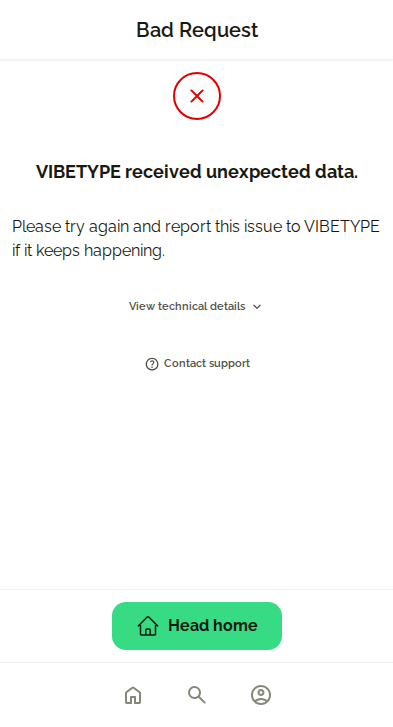 Bad Request
VIBETYPE received unexpected data.
Please try again and report this issue to VIBETYPE
if it keeps happening.
View technical details
Contact support
Head home